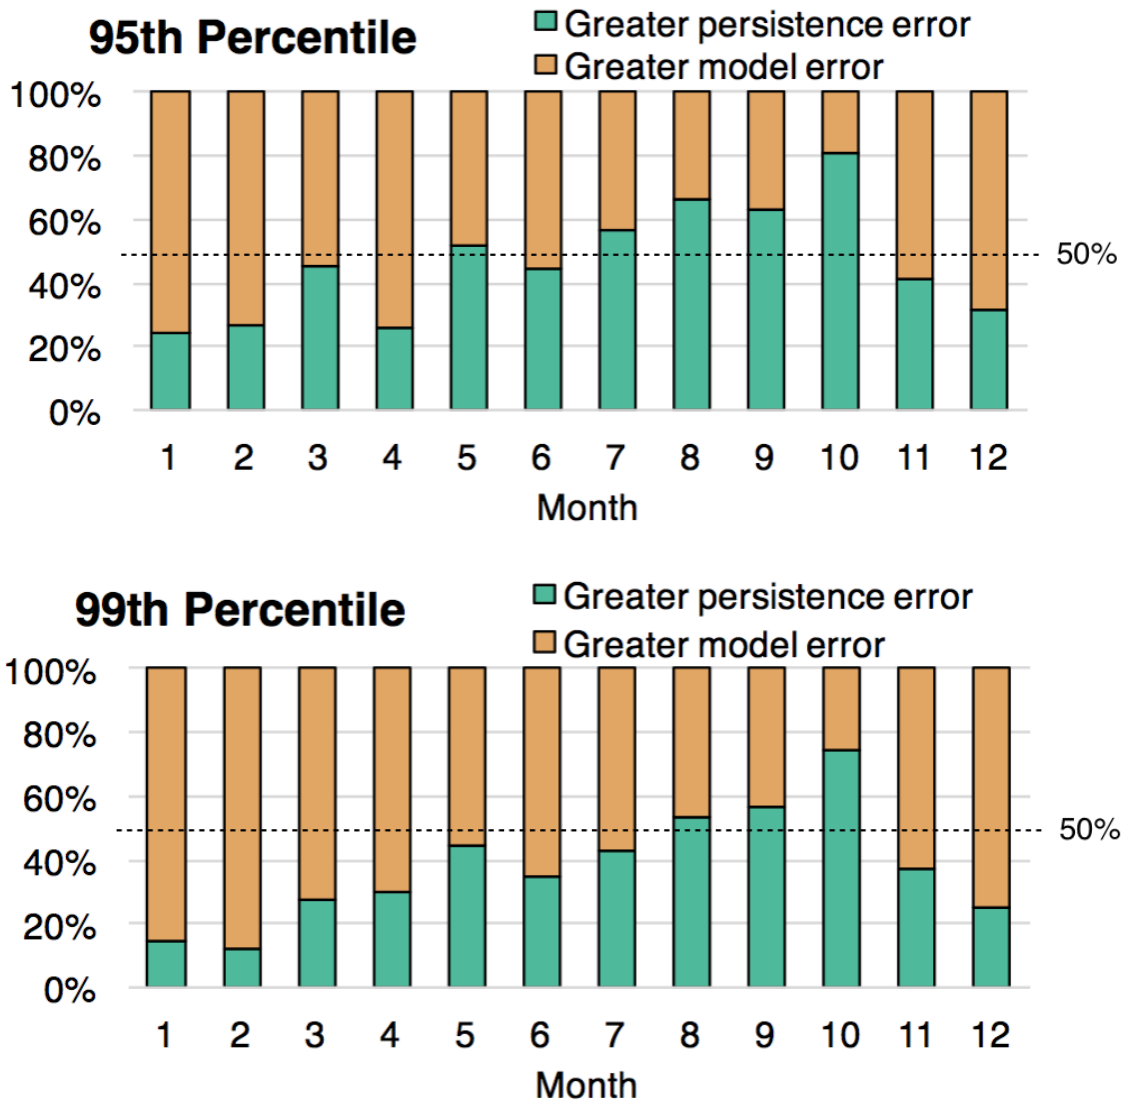 95th Percentile
Greater persistence error
Greater model error
100%
80%
60%
50%
40%
20%
0%
1 2 3 4 5 6 7 8 9 10 11 12
Month
99th Percentile
Greater persistence error
Greater model error
100%
80%
60%
50%
40%
20%
0%
1 2 3 4 5 6 7 8 9 10 11 12
Month